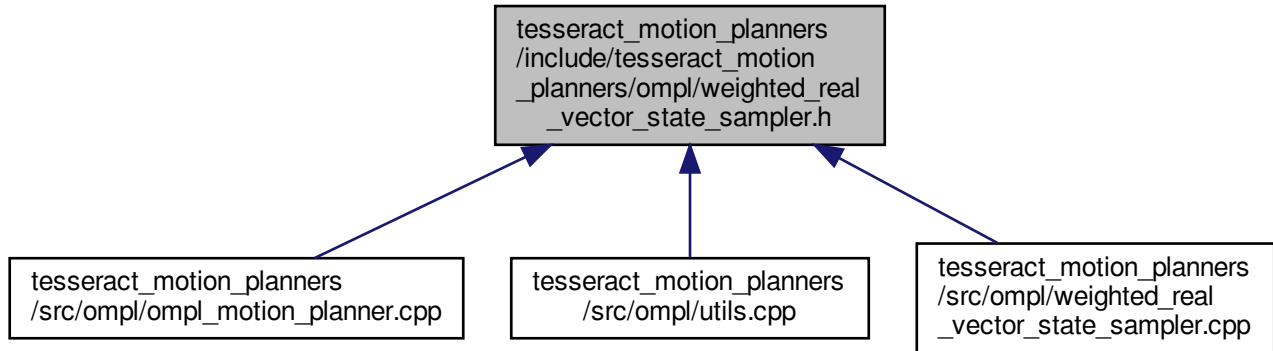 tesseract_motion_planners
/include/tesseract_motion
_planners/ompl/weighted_real
_vector_state_sampler.h
tesseract_motion_planners
/src/ompl/ompl_motion_planner.cpp
tesseract_motion_planners
/src/ompl/utils.cpp
tesseract_motion_planners
/src/ompl/weighted_real
_vector_state_sampler.cpp